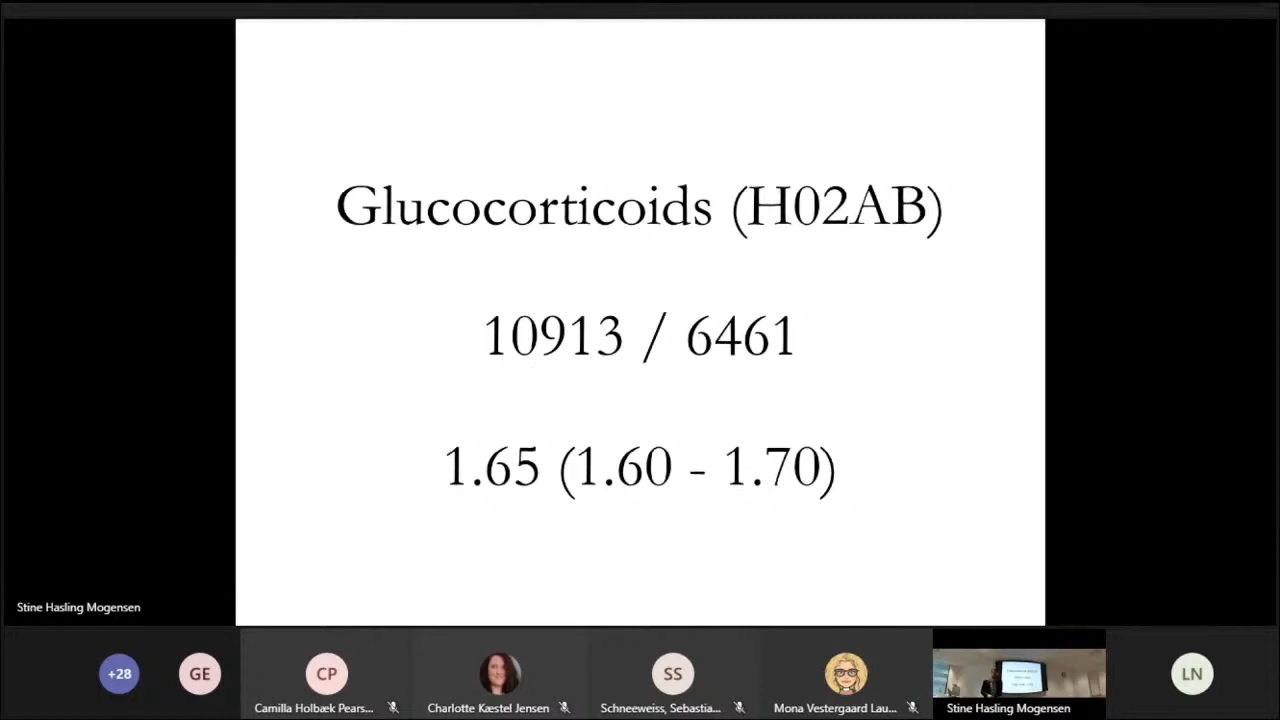 Glucocorticoids (H02AB)
10913 / 6461
1.65 (1.60 - 1.70)
Stine Hasling Mogensen
+28
GE
CP
Camilla Holbæk Pears...
Charlotte Kæstel Jensen
SS
Schneeweiss, Sebastia...
Mona Vestergaard Lau...
Stine Hasling Mogensen
LN